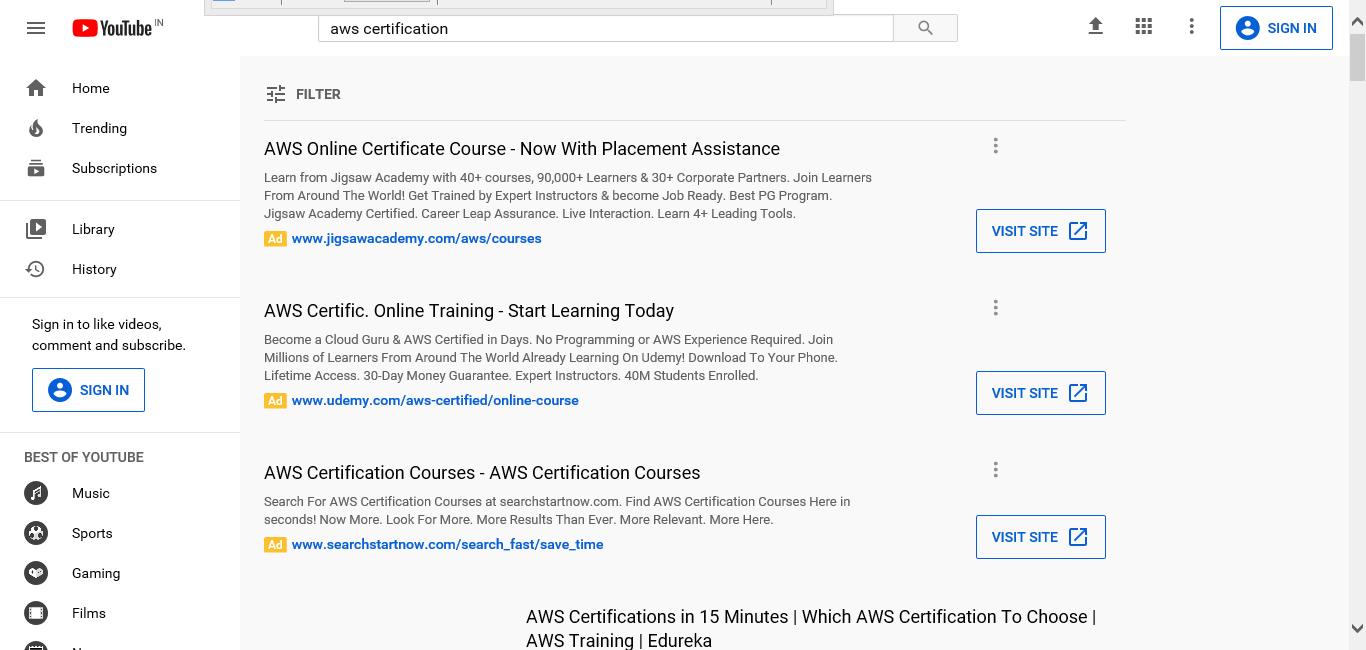 YouTube IN
aws certification
SIGN IN
Home
Trending
Subscriptions
Library
History
Sign in to like videos,
comment and subscribe.
SIGN IN
BEST OF YOUTUBE
Music
Sports
Gaming
Films
FILTER
AWS Online Certificate Course - Now With Placement Assistance
Learn from Jigsaw Academy with 40+ courses, 90,000+ Learners & 30+ Corporate Partners. Join Learners
From Around The World! Get Trained by Expert Instructors & become Job Ready. Best PG Program.
Jigsaw Academy Certified. Career Leap Assurance. Live Interaction. Learn 4+ Leading Tools.
Ad www.jigsawacademy.com/aws/courses
VISIT SITE
AWS Certific. Online Training - Start Learning Today
Become a Cloud Guru & AWS Certified in Days. No Programming or AWS Experience Required. Join
Millions of Learners From Around The World Already Learning On Udemy! Download To Your Phone.
Lifetime Access. 30-Day Money Guarantee. Expert Instructors. 40M Students Enrolled.
Ad www.udemy.com/aws-certified/online-course
VISIT SITE
AWS Certification Courses - AWS Certification Courses
Search For AWS Certification Courses at searchstartnow.com. Find AWS Certification Courses Here in
seconds! Now More. Look For More. More Results Than Ever. More Relevant. More Here.
Ad www.searchstartnow.com/search_fast/save_time
VISIT SITE
AWS Certifications in 15 Minutes | Which AWS Certification To Choose |
AWS Training | Edureka